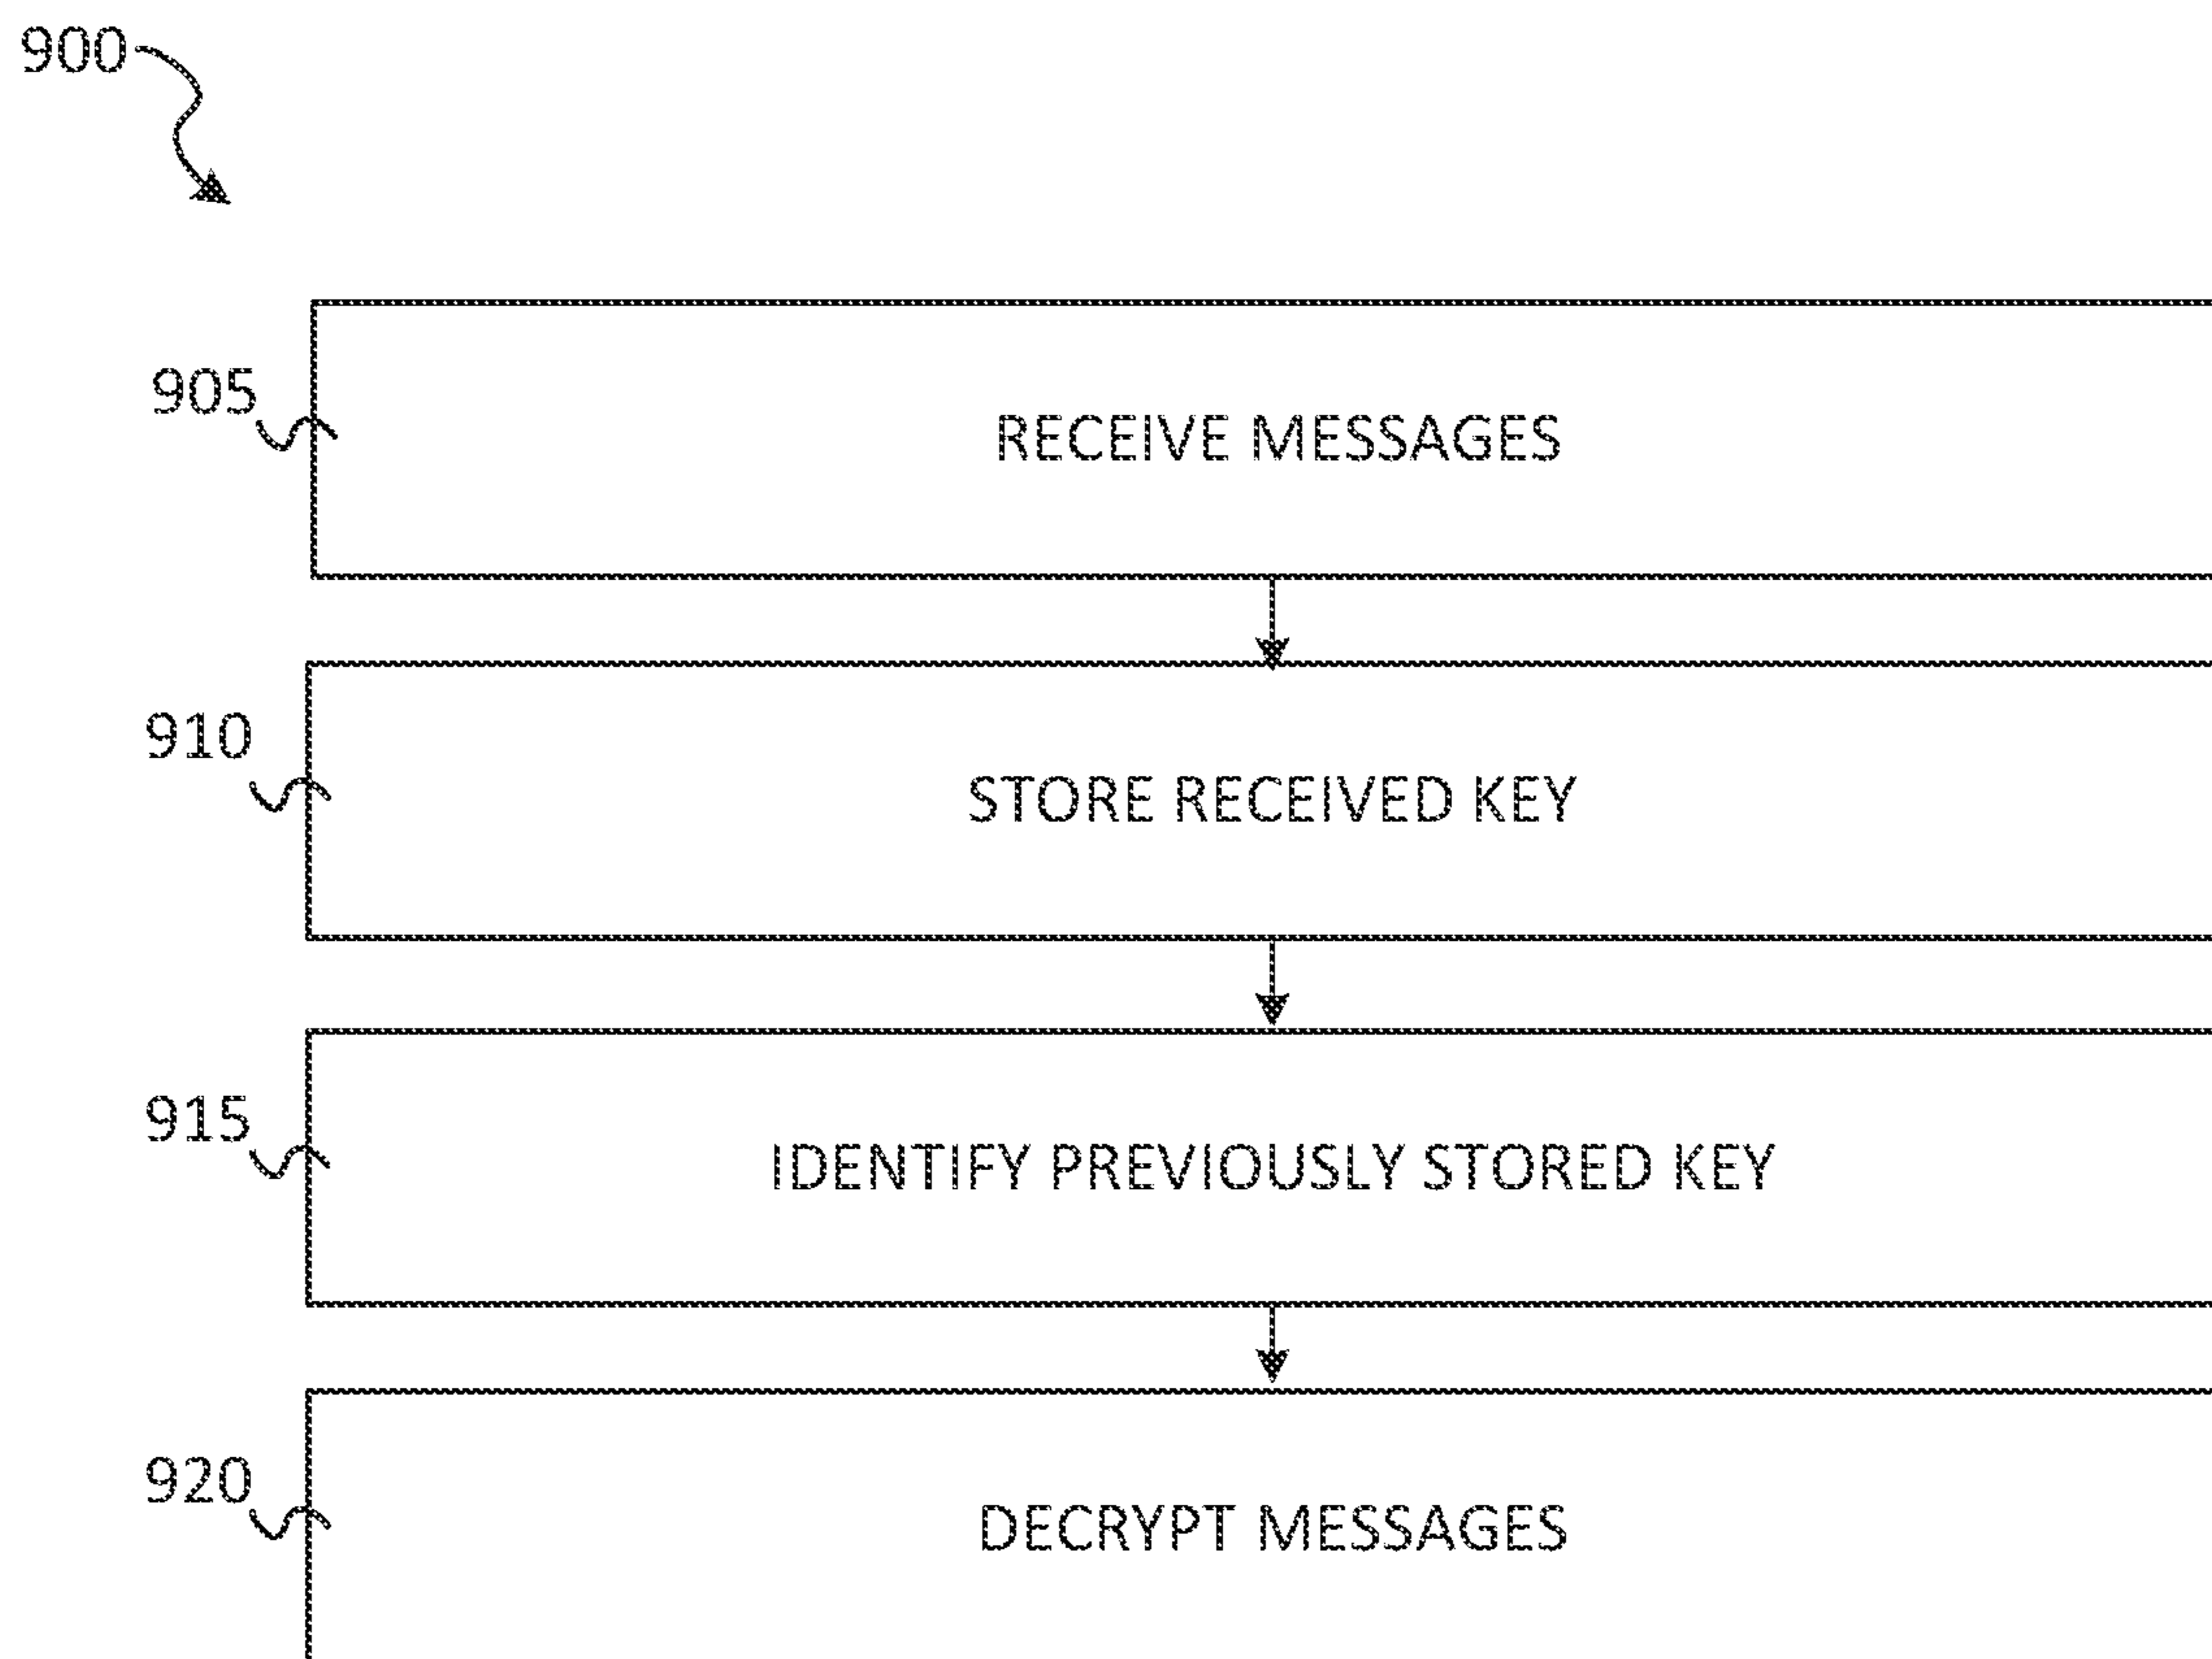 900
905
RECEIVE MESSAGES
910
STORE RECEIVED KEY
915
IDENTIFY PREVIOUSLY STORED KEY
920
DECRYPT MESSAGES